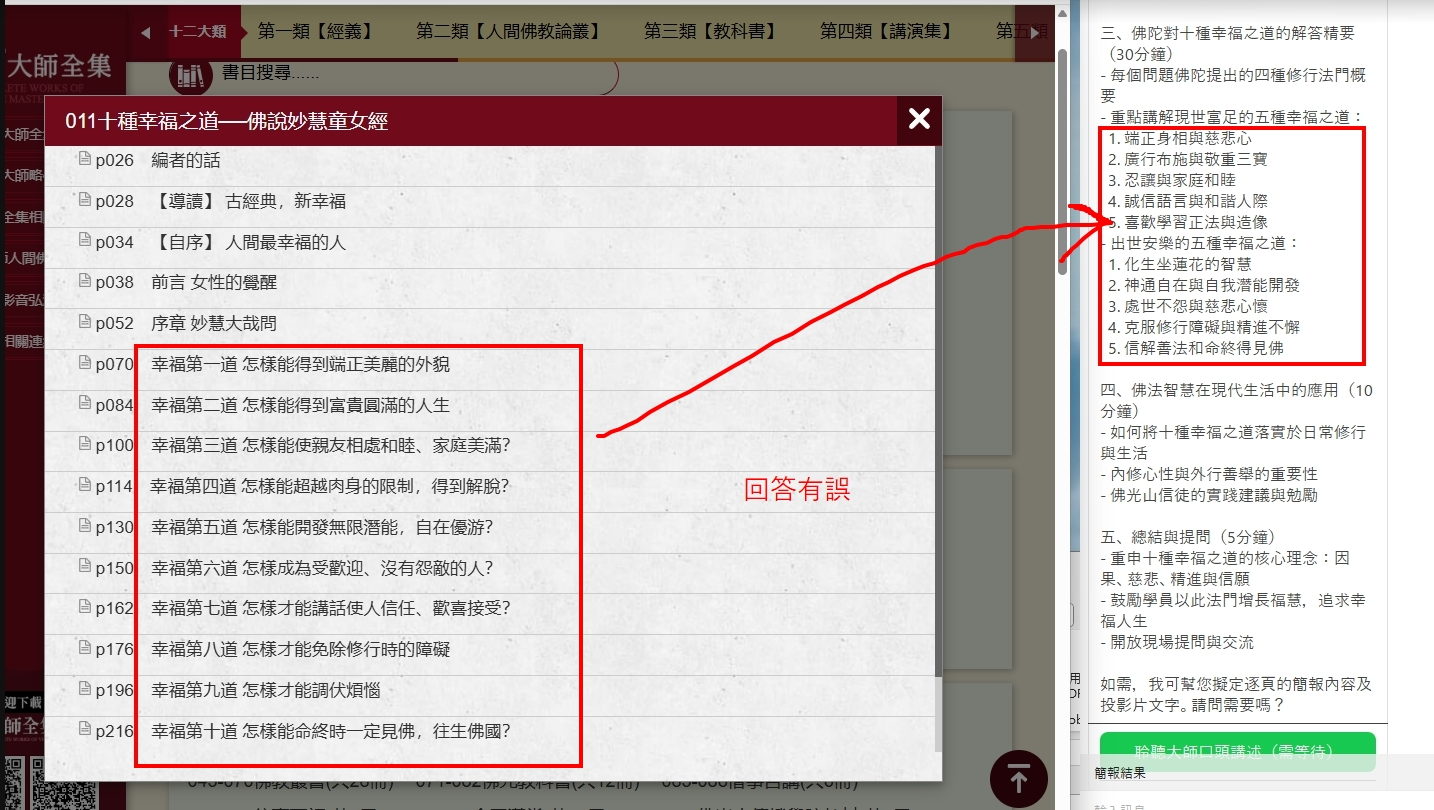 十二大類 第一類【經義】 第二類【人間佛教論叢】 第三類【教科書】 第四類【講演集】
大師全集
書目搜尋......
大師全
大師略
全集相
人間佛
影音弘
相關連
迎下載
師全集
011十種幸福之道──佛說妙慧童女經
p026 編者的話
p028 【導讀】 古經典，新幸福
p034 【自序】 人間最幸福的人
p038 前言 女性的覺醒
p052 序章 妙慧大哉問
p070 幸福第一道 怎樣能得到端正美麗的外貌
p084 幸福第二道 怎樣能得到富貴圓滿的人生
p100 幸福第三道 怎樣能使親友相處和睦、家庭美滿？
p114 幸福第四道 怎樣能超越肉身的限制，得到解脫？
p130 幸福第五道 怎樣能開發無限潛能，自在優游？
p150 幸福第六道 怎樣成為受歡迎、沒有怨敵的人？
p162 幸福第七道 怎樣才能講話使人信任、歡喜接受？
p176 幸福第八道 怎樣才能免除修行時的障礙
p196 幸福第九道 怎樣才能調伏煩惱
p216 幸福第十道 怎樣能命終時一定見佛，往生佛國？
回答有誤
三、佛陀對十種幸福之道的解答精要
（30分鐘）
- 每個問題佛陀提出的四種修行法門概
要
- 重點講解現世富足的五種幸福之道：
1. 端正身相與慈悲心
2. 廣行布施與敬重三寶
3. 忍讓與家庭和睦
4. 誠信語言與和諧人際
5. 喜歡學習正法與造像
- 出世安樂的五種幸福之道：
1. 化生坐蓮花的智慧
2. 神通自在與自我潛能開發
3. 處世不怨與慈悲心懷
4. 克服修行障礙與精進不懈
5. 信解善法和命終得見佛
四、佛法智慧在現代生活中的應用（10
分鐘）
- 如何將十種幸福之道落實於日常修行
與生活
- 內修心性與外行善舉的重要性
- 佛光山信徒的實踐建議與勉勵
五、總結與提問（5分鐘）
- 重申十種幸福之道的核心理念：因
果、慈悲、精進與信願
- 鼓勵學員以此法門增長福慧，追求幸
福人生
- 開放現場提問與交流
如需，我可幫您擬定逐頁的簡報內容及
投影片文字。請問需要嗎？
聆聽大師口頭講述（需等待）
簡報結果
輸入訊息